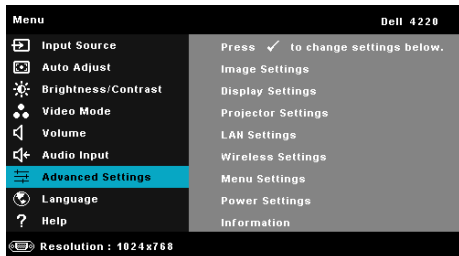 Menu Dell 4220
Input Source
Auto Adjust
Brightness/Contrast
Video Mode
Volume
Audio Input
Advanced Settings
Language
? Help
Press ✓ to change settings below.
Image Settings
Display Settings
Projector Settings
LAN Settings
Wireless Settings
Menu Settings
Power Settings
Information
Resolution : 1024x768